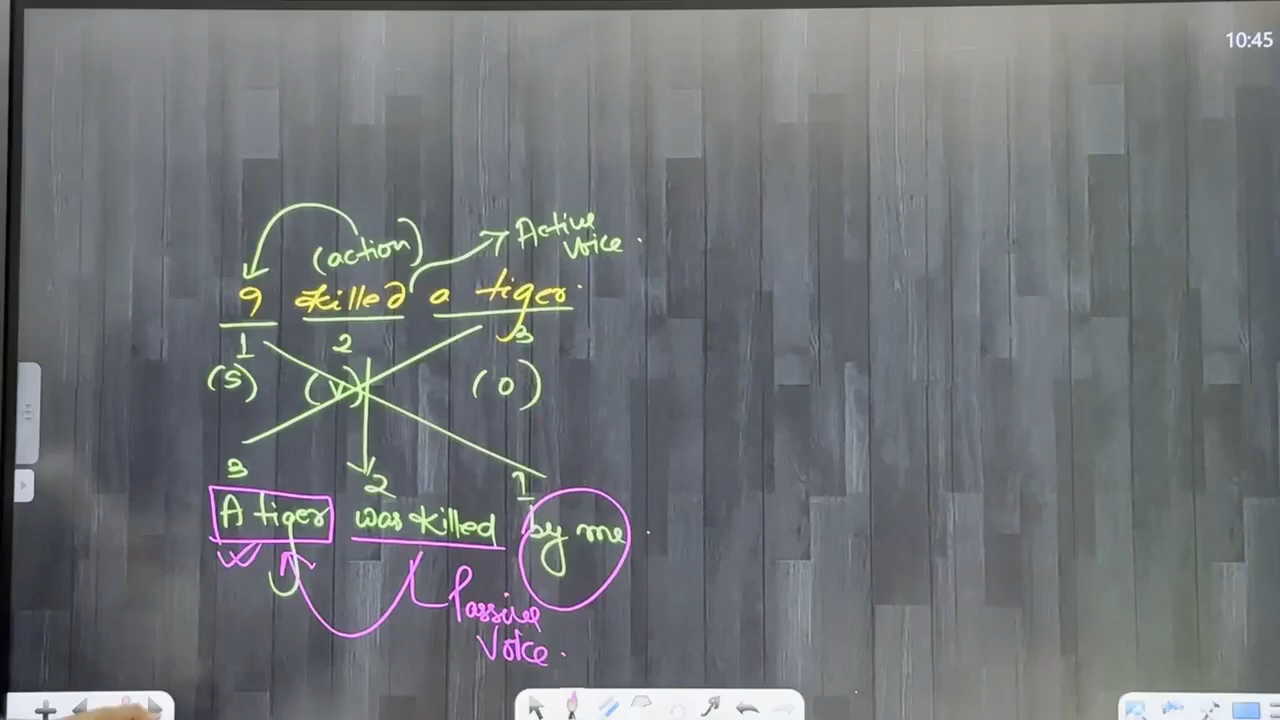 10:45
(action)
Active
Voice.
I killed a tiger.
1 2 3
(S) (V) (O)
3 2 1
A tiger was killed by me.
Passive
Voice.